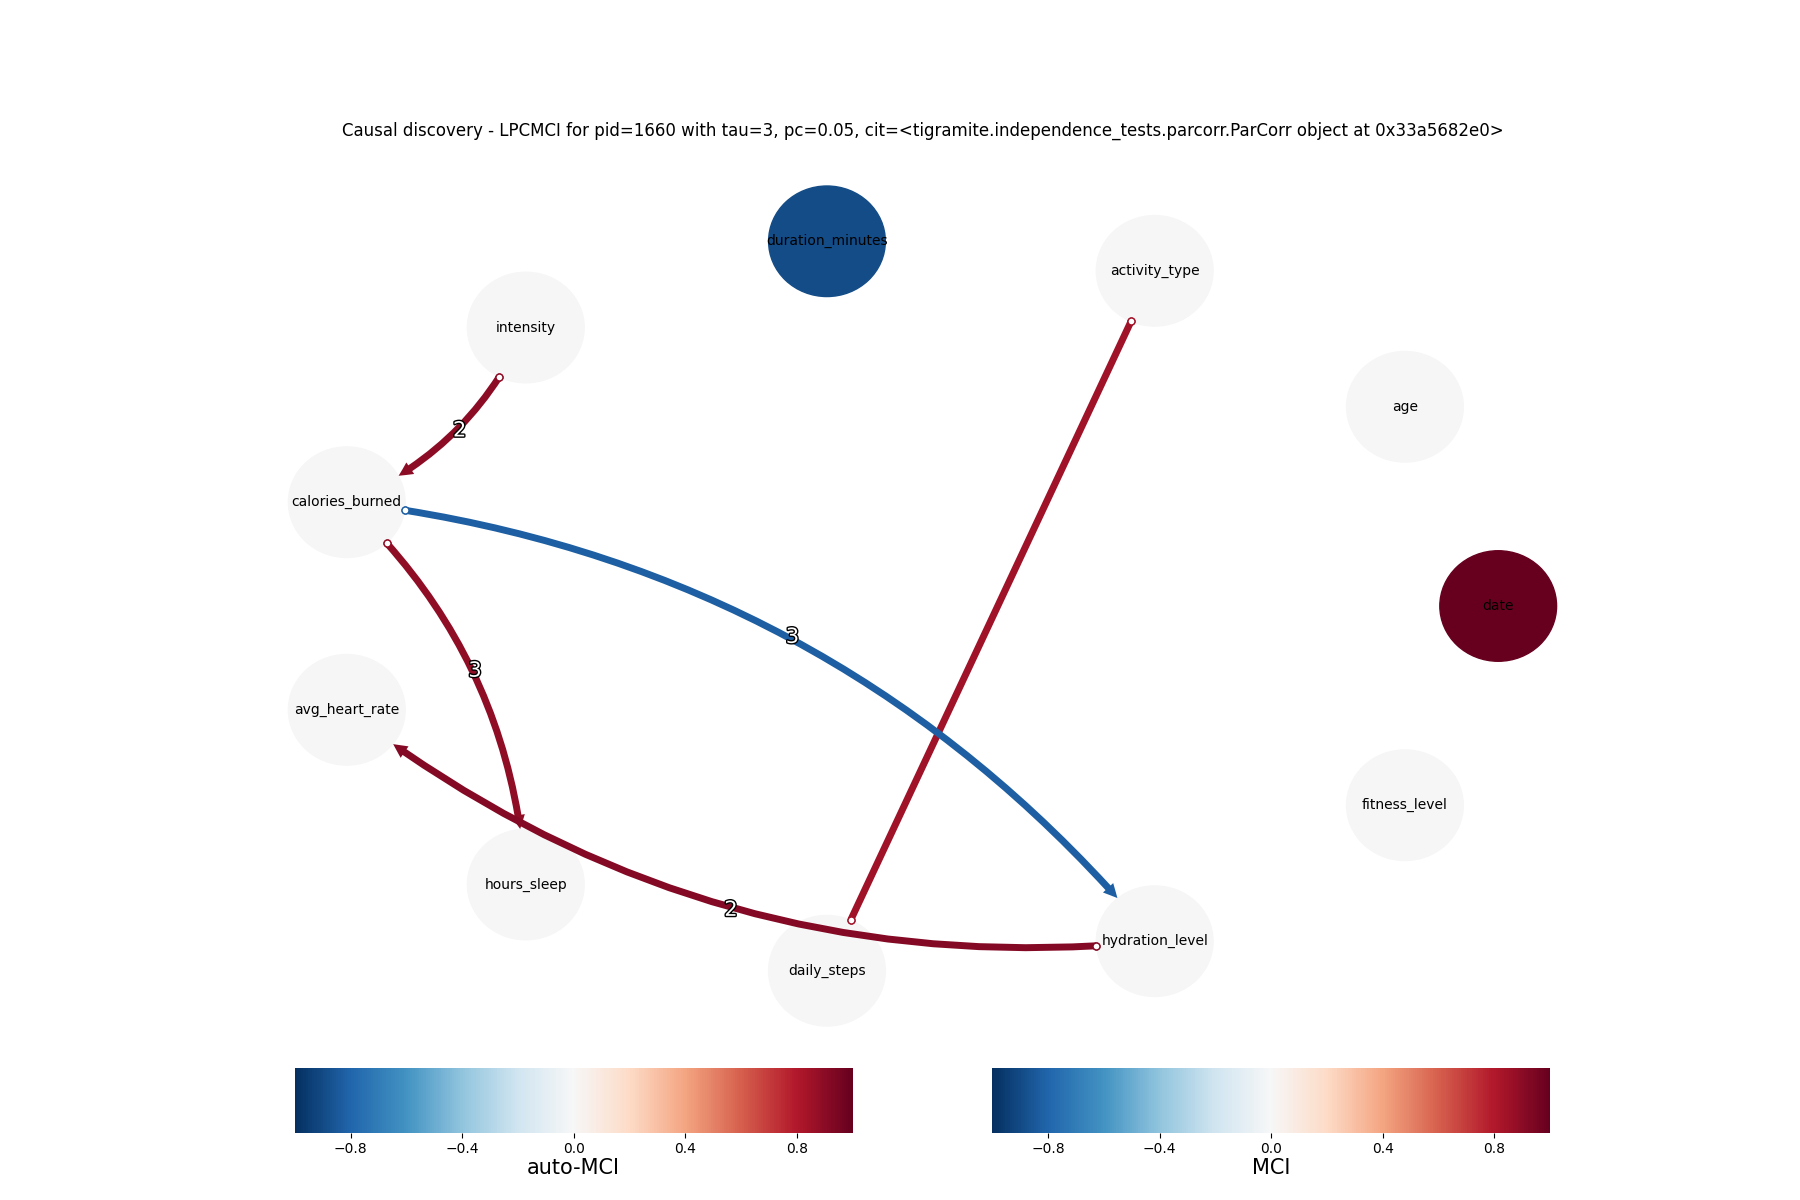 Causal discovery - LPCMCI for pid=1660 with tau=3, pc=0.05, cit=<tigramite.independence_tests.parcorr.ParCorr object at 0x33a5682e0>
duration_minutes
activity_type
intensity
age
2
calories_burned
date
3
3
avg_heart_rate
fitness_level
hours_sleep
2
hydration_level
daily_steps
−0.8 −0.4 0.0 0.4 0.8
auto-MCI
−0.8 −0.4 0.0 0.4 0.8
MCI